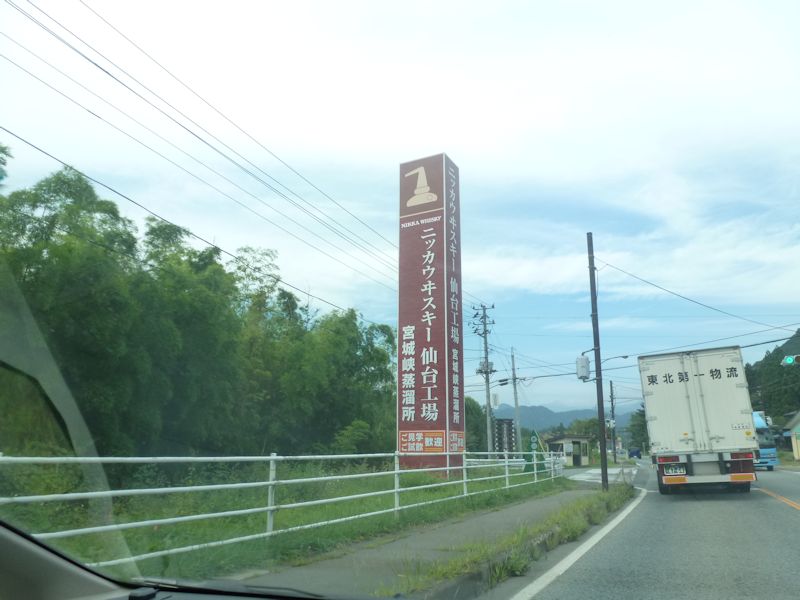 NIKKA WHISKY
ニッカウヰスキー 仙台工場
宮城峡蒸溜所
ご見学
ご試飲
歓迎
ニッカウヰスキー 仙台工場
宮城峡蒸溜所
東北第一物流